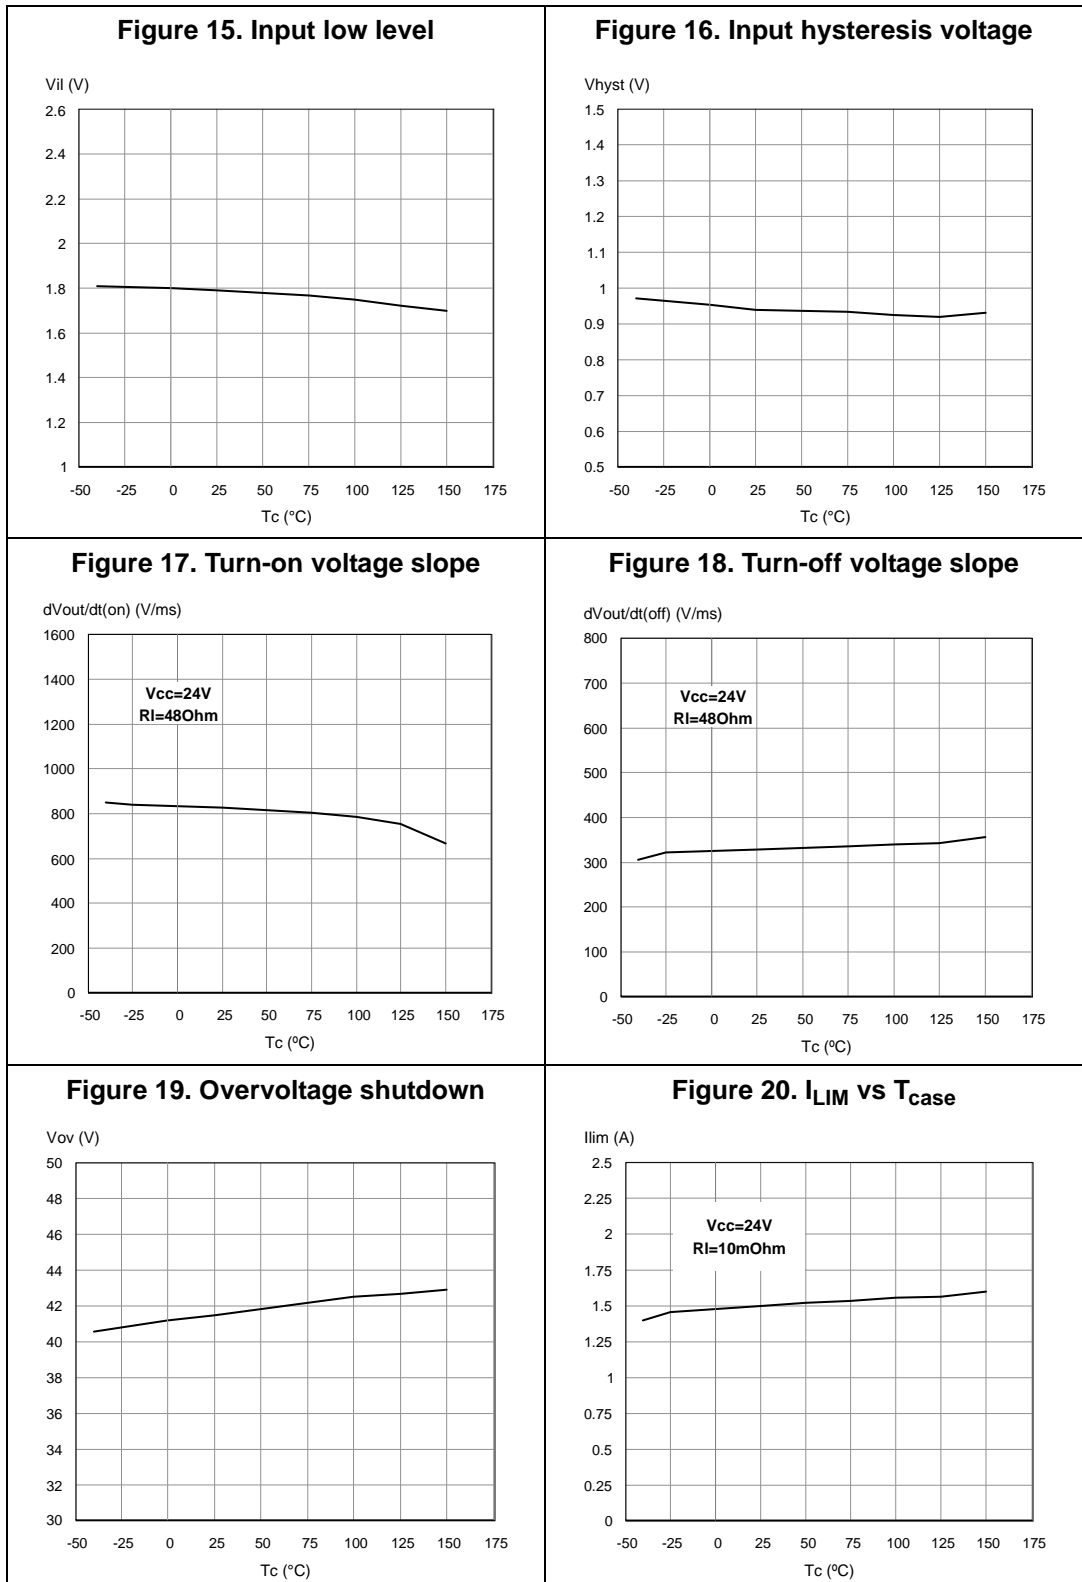 Figure 15. Input low level
Vil (V)
2.6
2.4
2.2
2
1.8
1.6
1.4
1.2
1
-50 -25 0 25 50 75 100 125 150 175
Tc (°C)
Figure 16. Input hysteresis voltage
Vhyst (V)
1.5
1.4
1.3
1.2
1.1
1
0.9
0.8
0.7
0.6
0.5
-50 -25 0 25 50 75 100 125 150 175
Tc (°C)
Figure 17. Turn-on voltage slope
dVout/dt(on) (V/ms)
1600
1400
1200
1000
800
600
400
200
0
Vcc=24V
Rl=48Ohm
-50 -25 0 25 50 75 100 125 150 175
Tc (ºC)
Figure 18. Turn-off voltage slope
dVout/dt(off) (V/ms)
800
700
600
500
400
300
200
100
0
Vcc=24V
Rl=48Ohm
-50 -25 0 25 50 75 100 125 150 175
Tc (ºC)
Figure 19. Overvoltage shutdown
Vov (V)
50
48
46
44
42
40
38
36
34
32
30
-50 -25 0 25 50 75 100 125 150 175
Tc (°C)
Figure 20. ILIM vs Tcase
Ilim (A)
2.5
2.25
2
1.75
1.5
1.25
1
0.75
0.5
0.25
0
Vcc=24V
Rl=10mOhm
-50 -25 0 25 50 75 100 125 150 175
Tc (ºC)